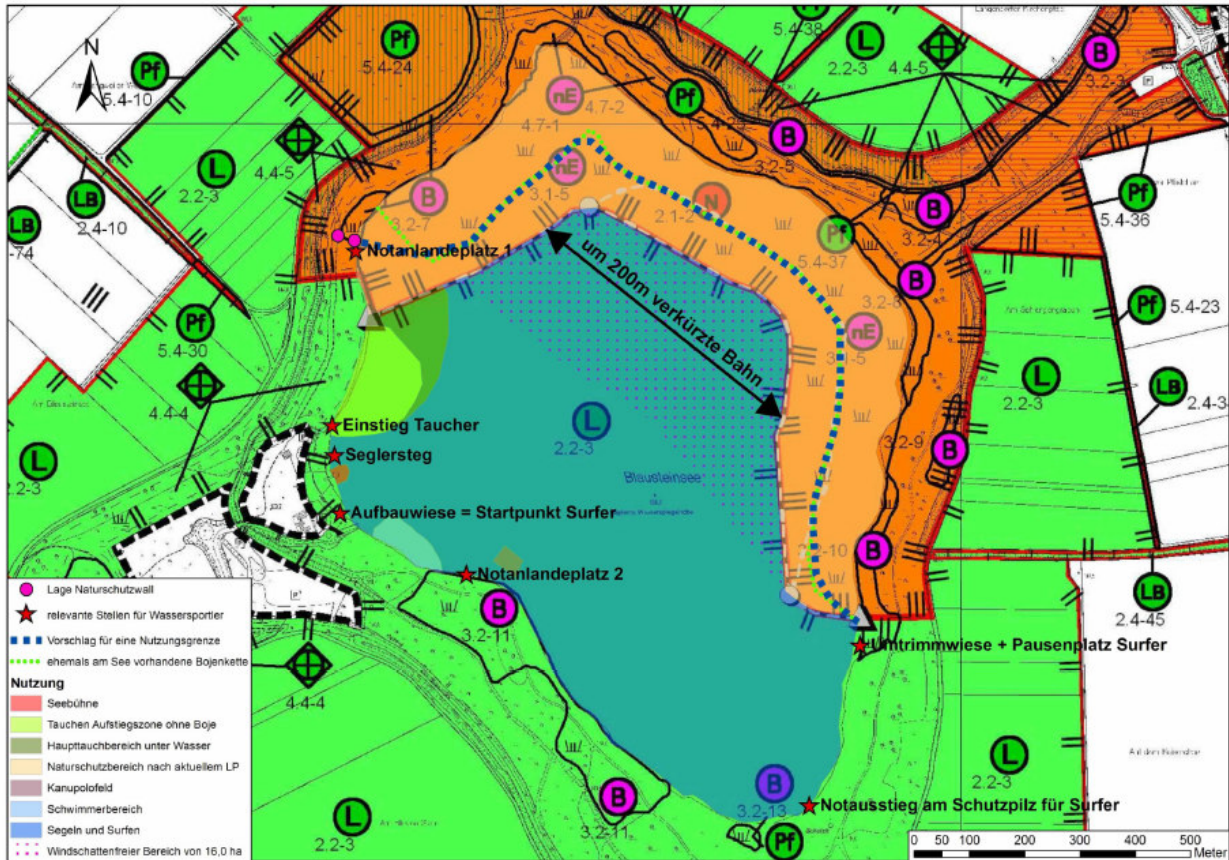 N
Pf
5.4-10
Pf
5.4-24
5.4-38
L
2.2-3
4.4-5
B
L
2.2-3
4.4-5
LB
2.4-10
LB
-74
nE
4.7-2
4.7-1
Pf
B
3.2-5
B
3.2-7
nE
3.1-5
N
2.1-2
Pf
5.4-37
B
3.2-4
Pf
5.4-36
B
3.2-8
nE
Notanlandeplatz 1
um 200m verkürzte Bahn
Pf
5.4-30
4.4-4
Pf
5.4-23
L
2.2-3
LB
L
2.2-3
Einstieg Taucher
Seglersteg
L
2.2-3
Blausteinsee
3.2-9
B
Aufbauwiese = Startpunkt Surfer
B
Notanlandeplatz 2
B
3.2-11
LB
2.4-45
Umtrimmwiese + Pausenplatz Surfer
4.4-4
L
2.2-3
B
3.2-13
Notausstieg am Schutzpilz für Surfer
B
3.2-11
L
2.2-3
Pf
Lage Naturschutzwall
relevante Stellen für Wassersportler
Vorschlag für eine Nutzungsgrenze
ehemals am See vorhandene Bojenkette
Nutzung
Seebühne
Tauchen Aufstiegszone ohne Boje
Haupttauchbereich unter Wasser
Naturschutzbereich nach aktuellem LP
Kanupolofeld
Schwimmerbereich
Segeln und Surfen
Windschattenfreier Bereich von 16,0 ha
0 50 100 200 300 400 500
Meter